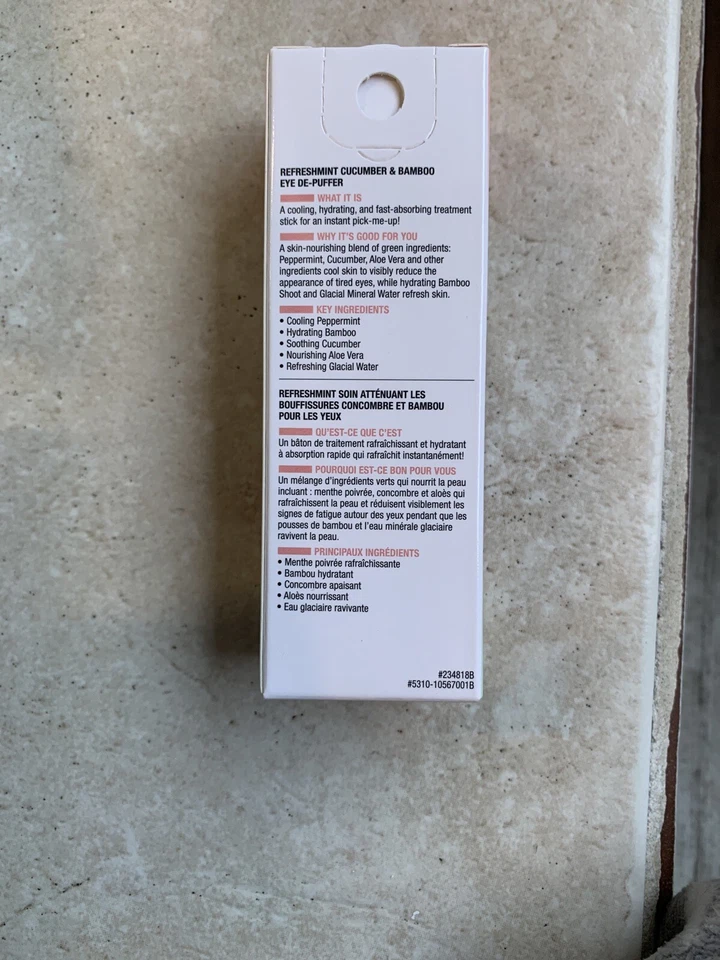 REFRESHMINT CUCUMBER & BAMBOO
EYE DE-PUFFER
WHAT IT IS
A cooling, hydrating, and fast-absorbing treatment
stick for an instant pick-me-up!
WHY IT'S GOOD FOR YOU
A skin-nourishing blend of green ingredients:
Peppermint, Cucumber, Aloe Vera and other
ingredients cool skin to visibly reduce the
appearance of tired eyes, while hydrating Bamboo
Shoot and Glacial Mineral Water refresh skin.
KEY INGREDIENTS
• Cooling Peppermint
• Hydrating Bamboo
• Soothing Cucumber
• Nourishing Aloe Vera
• Refreshing Glacial Water
REFRESHMINT SOIN ATTÉNUANT LES
BOUFFISSURES CONCOMBRE ET BAMBOU
POUR LES YEUX
QU'EST-CE QUE C'EST
Un bâton de traitement rafraîchissant et hydratant
à absorption rapide qui rafraîchit instantanément!
POURQUOI EST-CE BON POUR VOUS
Un mélange d'ingrédients verts qui nourrit la peau
incluant : menthe poivrée, concombre et aloès qui
rafraîchissent la peau et réduisent visiblement les
signes de fatigue autour des yeux pendant que les
pousses de bambou et l'eau minérale glaciaire
ravivent la peau.
PRINCIPAUX INGRÉDIENTS
• Menthe poivrée rafraîchissante
• Bambou hydratant
• Concombre apaisant
• Aloès nourrissant
• Eau glaciaire ravivante
#234818B
#5310-10567001B